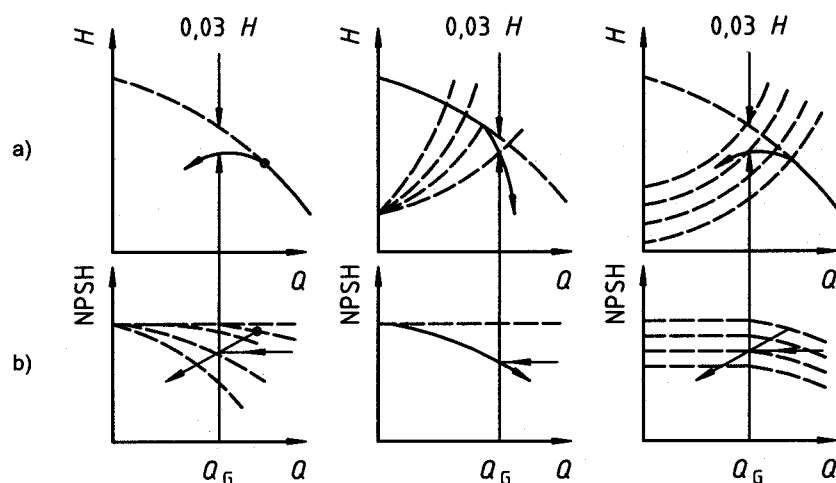 0,03 H 0,03 H 0,03 H
H H H
a)
Q Q Q
NPSH NPSH NPSH
b)
Q_G Q Q_G Q Q_G Q